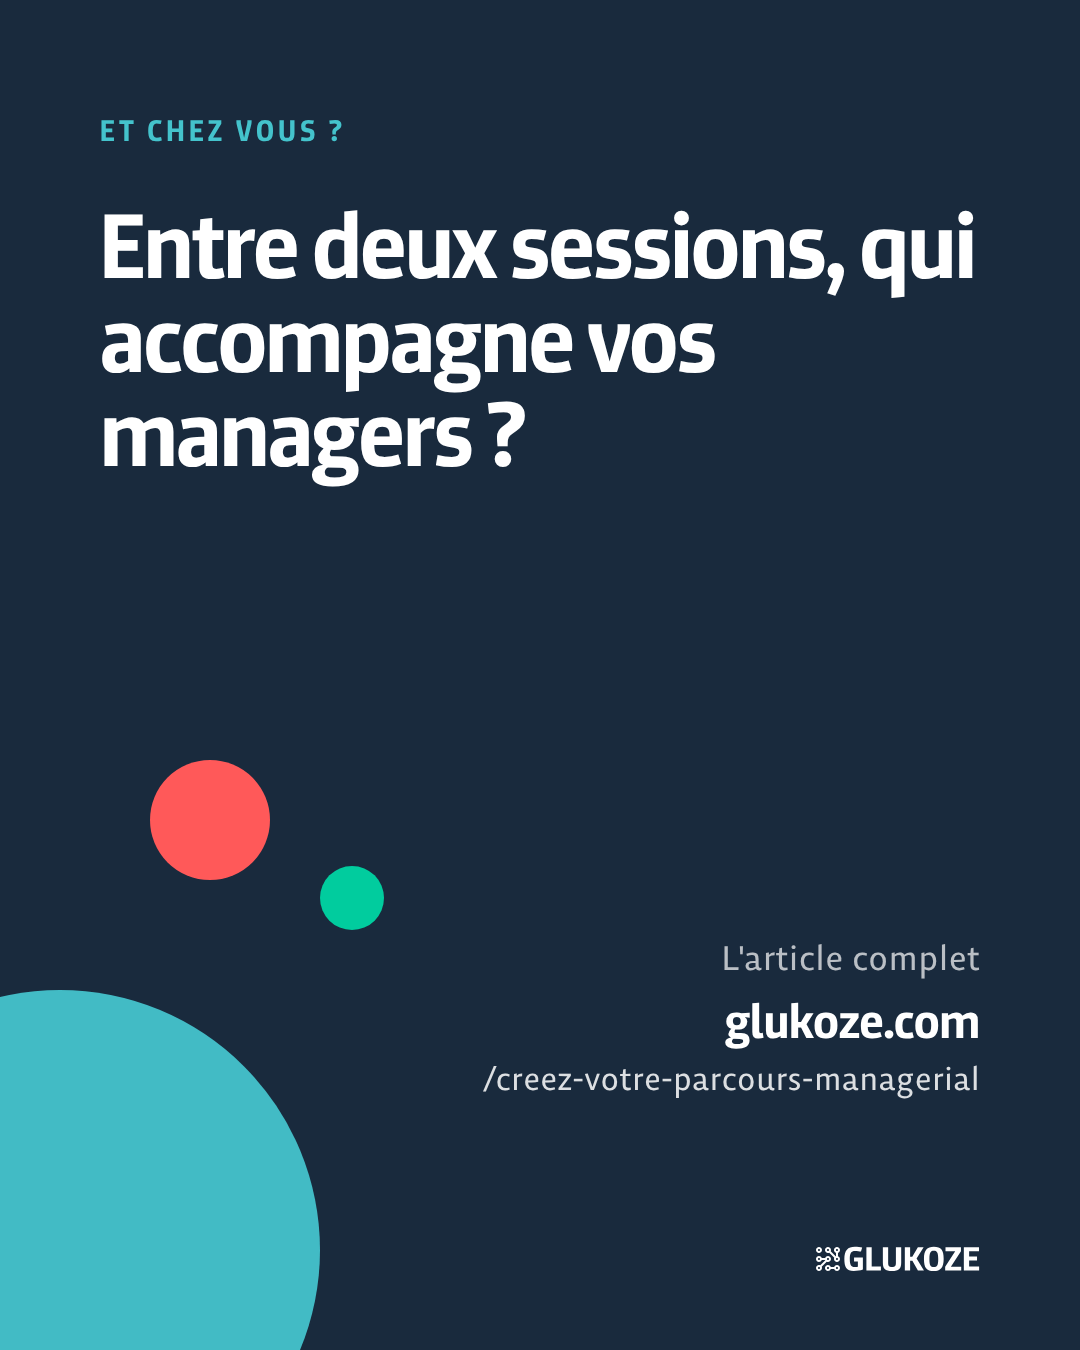 ET CHEZ VOUS ?
Entre deux sessions, qui
accompagne vos
managers ?
L'article complet
glukoze.com
/creez-votre-parcours-managerial
GLUKOZE